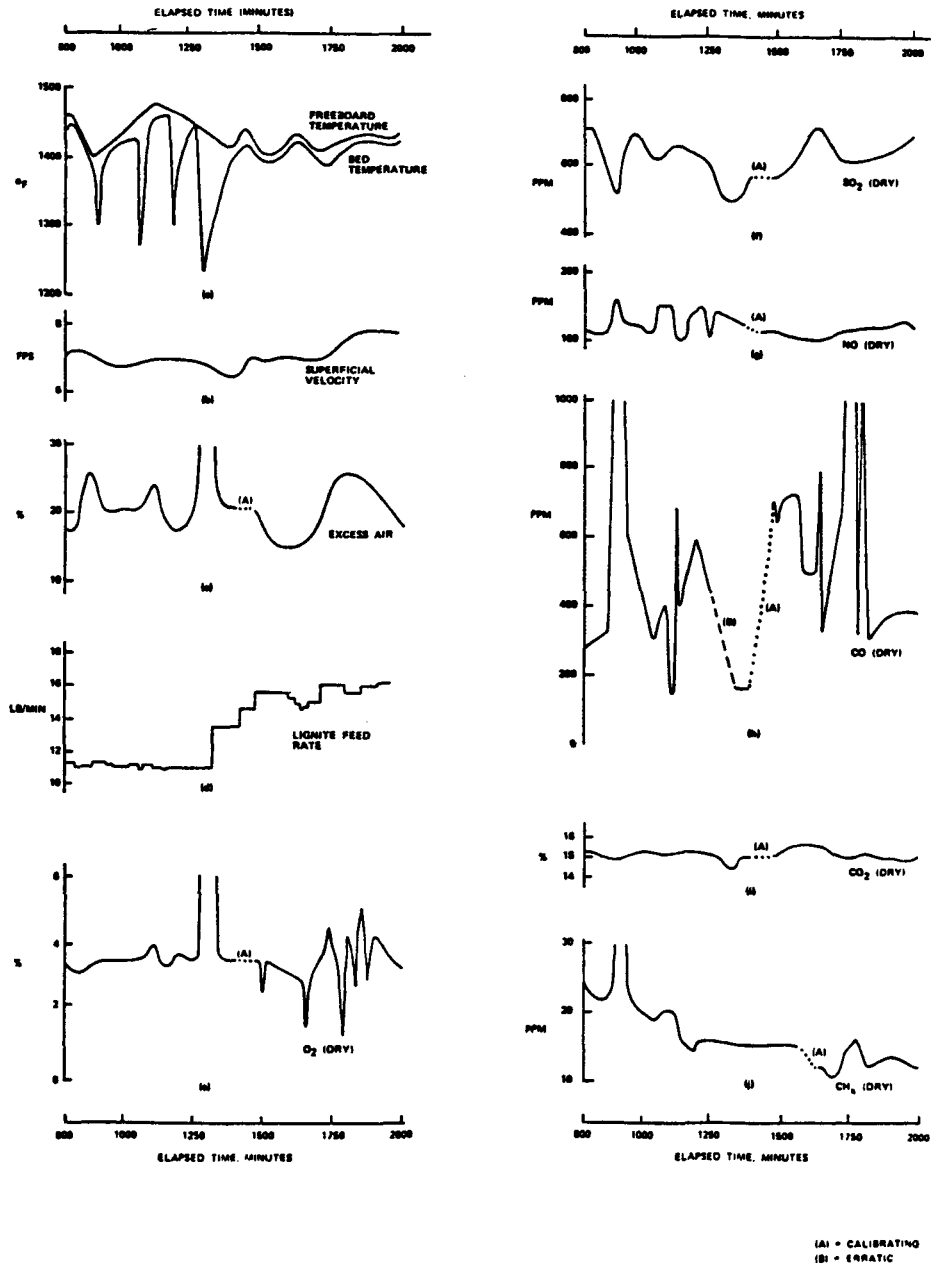 ELAPSED TIME (MINUTES)
800 1000 1250 1500 1750 2000
1500
1400
1300
1200
°F
FREEBOARD
TEMPERATURE
BED
TEMPERATURE
(a)
8
6
FPS
SUPERFICIAL
VELOCITY
(b)
20
10
%
(A)
EXCESS AIR
18
16
14
10
LB/MIN
LIGNITE FEED
RATE
(d)
6
4
2
(A)
O2 (DRY)
(e)
800 1000 1250 1500 1750 2000
ELAPSED TIME, MINUTES
ELAPSED TIME, MINUTES
800 1000 1250 1500 1750 2000
600
400
PPM
(A)
SO2 (DRY)
(f)
200
100
PPM
(A)
NO (DRY)
(g)
1000
800
600
400
200
0
PPM
(B)
(A)
CO (DRY)
(h)
16
15
14
%
(A)
CO2 (DRY)
(i)
30
20
10
PPM
(A)
CH4 (DRY)
(j)
800 1000 1250 1500 1750 2000
ELAPSED TIME, MINUTES
(A) = CALIBRATING
(B) = ERRATIC